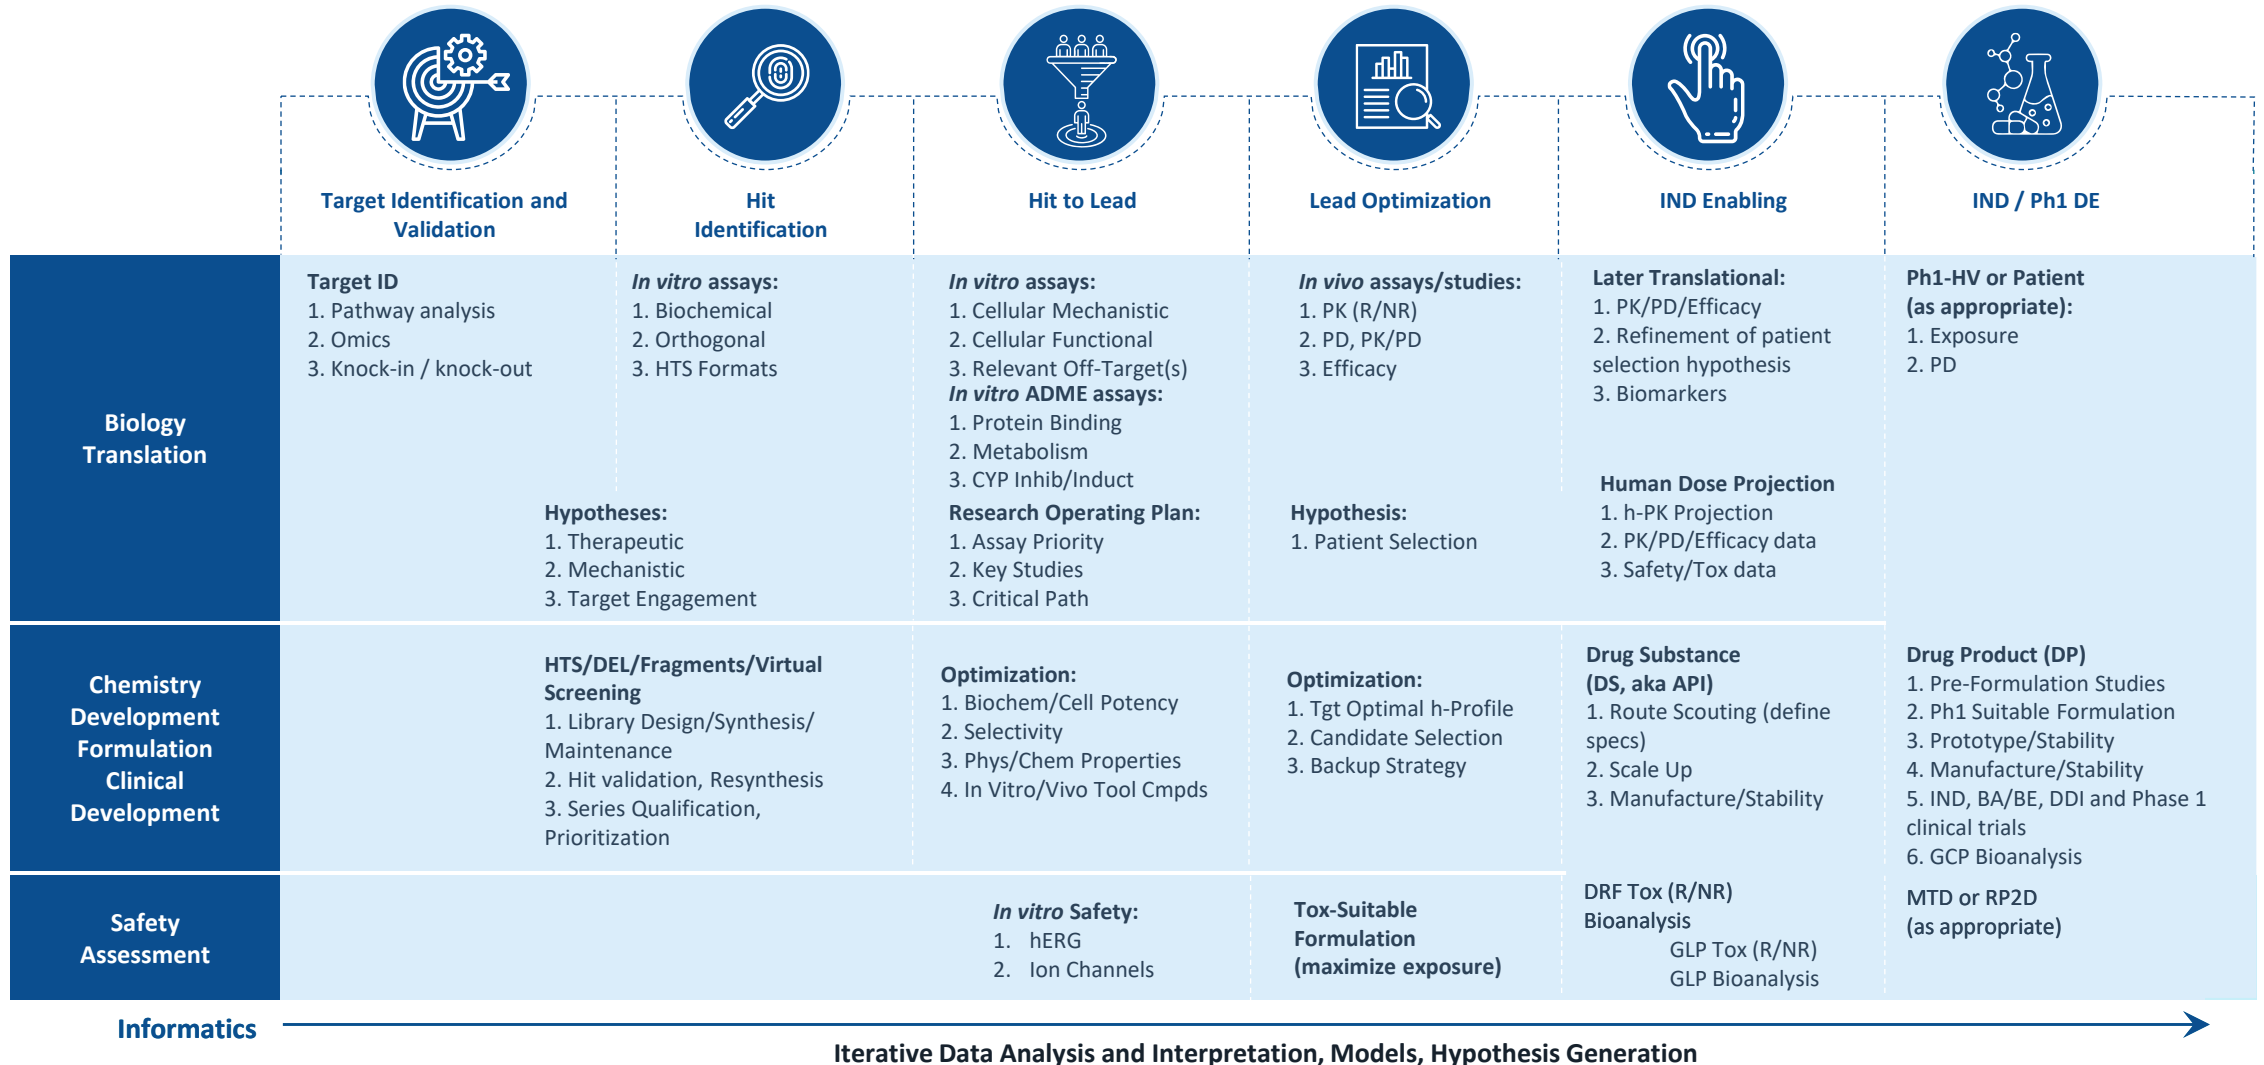 Target Identification and
Validation
Hit
Identification
Hit to Lead
Lead Optimization
IND Enabling
IND / Ph1 DE
Biology
Translation
Target ID
1. Pathway analysis
2. Omics
3. Knock-in / knock-out
In vitro assays:
1. Biochemical
2. Orthogonal
3. HTS Formats
Hypotheses:
1. Therapeutic
2. Mechanistic
3. Target Engagement
In vitro assays:
1. Cellular Mechanistic
2. Cellular Functional
3. Relevant Off-Target(s)
In vitro ADME assays:
1. Protein Binding
2. Metabolism
3. CYP Inhib/Induct
Research Operating Plan:
1. Assay Priority
2. Key Studies
3. Critical Path
In vivo assays/studies:
1. PK (R/NR)
2. PD, PK/PD
3. Efficacy
Hypothesis:
1. Patient Selection
Later Translational:
1. PK/PD/Efficacy
2. Refinement of patient
selection hypothesis
3. Biomarkers
Human Dose Projection
1. h-PK Projection
2. PK/PD/Efficacy data
3. Safety/Tox data
Ph1-HV or Patient
(as appropriate):
1. Exposure
2. PD
Chemistry
Development
Formulation
Clinical
Development
HTS/DEL/Fragments/Virtual
Screening
1. Library Design/Synthesis/
Maintenance
2. Hit validation, Resynthesis
3. Series Qualification,
Prioritization
Optimization:
1. Biochem/Cell Potency
2. Selectivity
3. Phys/Chem Properties
4. In Vitro/Vivo Tool Cmpds
Optimization:
1. Tgt Optimal h-Profile
2. Candidate Selection
3. Backup Strategy
Drug Substance
(DS, aka API)
1. Route Scouting (define
specs)
2. Scale Up
3. Manufacture/Stability
Drug Product (DP)
1. Pre-Formulation Studies
2. Ph1 Suitable Formulation
3. Prototype/Stability
4. Manufacture/Stability
5. IND, BA/BE, DDI and Phase 1
clinical trials
6. GCP Bioanalysis
Safety
Assessment
In vitro Safety:
1. hERG
2. Ion Channels
Tox-Suitable
Formulation
(maximize exposure)
DRF Tox (R/NR)
Bioanalysis
GLP Tox (R/NR)
GLP Bioanalysis
MTD or RP2D
(as appropriate)
Informatics
Iterative Data Analysis and Interpretation, Models, Hypothesis Generation